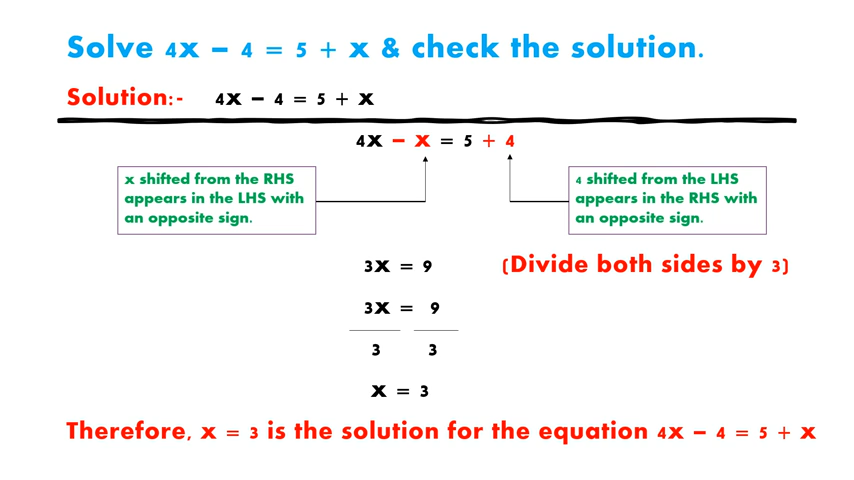 Solve 4x – 4 = 5 + x & check the solution.
Solution:- 4x – 4 = 5 + x
4x – x = 5 + 4
x shifted from the RHS
appears in the LHS with
an opposite sign.
4 shifted from the LHS
appears in the RHS with
an opposite sign.
3x = 9 (Divide both sides by 3)
3x = 9
3 3
x = 3
Therefore, x = 3 is the solution for the equation 4x – 4 = 5 + x